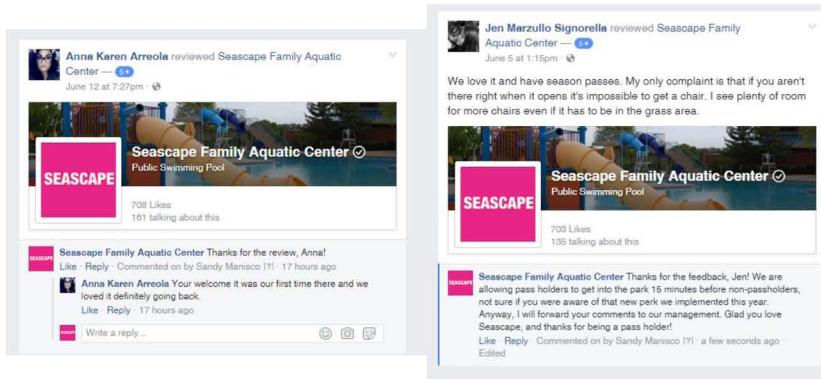 Anna Karen Arreola reviewed Seascape Family Aquatic
Center — 5★
June 12 at 7:27pm ·
SEASCAPE
Seascape Family Aquatic Center
Public Swimming Pool
708 Likes
161 talking about this
SEASCAPE
Seascape Family Aquatic Center Thanks for the review, Anna!
Like · Reply · Commented on by Sandy Manisco [?] · 17 hours ago
Anna Karen Arreola Your welcome it was our first time there and we
loved it definitely going back.
Like · Reply · 17 hours ago
SEASCAPE
Write a reply...
Jen Marzullo Signorella reviewed Seascape Family
Aquatic Center — 5★
June 5 at 1:15pm ·
We love it and have season passes. My only complaint is that if you aren't
there right when it opens it's impossible to get a chair. I see plenty of room
for more chairs even if it has to be in the grass area.
SEASCAPE
Seascape Family Aquatic Center
Public Swimming Pool
703 Likes
135 talking about this
SEASCAPE
Seascape Family Aquatic Center Thanks for the feedback, Jen! We are
allowing pass holders to get into the park 15 minutes before non-passholders,
not sure if you were aware of that new perk we implemented this year.
Anyway, I will forward your comments to our management. Glad you love
Seascape, and thanks for being a pass holder!
Like · Reply · Commented on by Sandy Manisco [?] · a few seconds ago ·
Edited